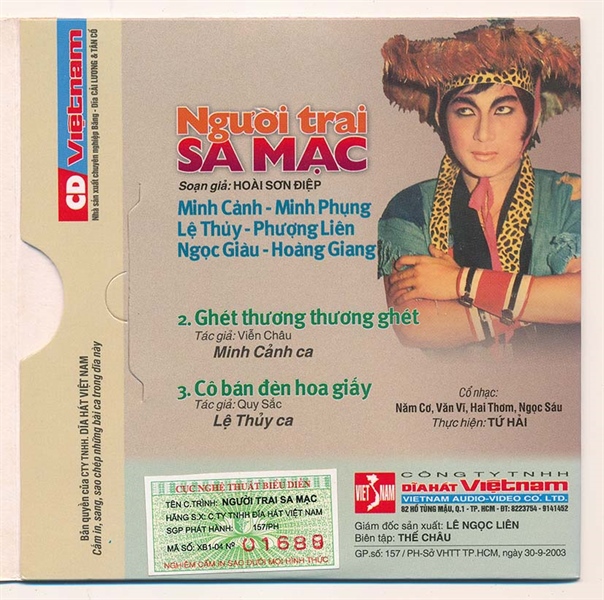 CD Vietnam
Nhà sản xuất chuyên nghiệp Băng - Dĩa CẢI LƯƠNG & TÂN CỔ
Người trai
SA MẠC
Soạn giả: HOÀI SƠN ĐIỆP
Minh Cảnh - Minh Phụng
Lệ Thủy - Phượng Liên
Ngọc Giàu - Hoàng Giang
2. Ghét thương thương ghét
Tác giả: Viễn Châu
Minh Cảnh ca
3. Cô bán đèn hoa giấy
Tác giả: Quy Sắc
Lệ Thủy ca
Cổ nhạc:
Năm Cơ, Văn Vĩ, Hai Thơm, Ngọc Sáu
Thực hiện: TỨ HẢI
Bản quyền của CTY TNHH. DĨA HÁT VIỆT NAM
Cấm in, sang, sao chép những bài ca trong dĩa này
CỤC NGHỆ THUẬT BIỂU DIỄN
TÊN C.TRÌNH: NGƯỜI TRAI SA MẠC
HÃNG S.X: C.TY TNHH DĨA HÁT VIỆT NAM
SGP PHÁT HÀNH: 157/PH
MÃ SỐ: XB1-04 Nº 01688
NGHIÊM CẤM IN SAO DƯỚI MỌI HÌNH THỨC
VIỆT NAM
CÔNG TY TNHH
DĨA HÁT Việtnam
VIETNAM AUDIO-VIDEO CO. LTD.
62 HỒ TÙNG MẬU, Q.1 - TP. HCM - ĐT: 8223754 - 9141452
Giám đốc sản xuất: LÊ NGỌC LIÊN
Biên tập: THẾ CHÂU
GP.số: 157 / PH-Sở VHTT TP.HCM, ngày 30-9-2003